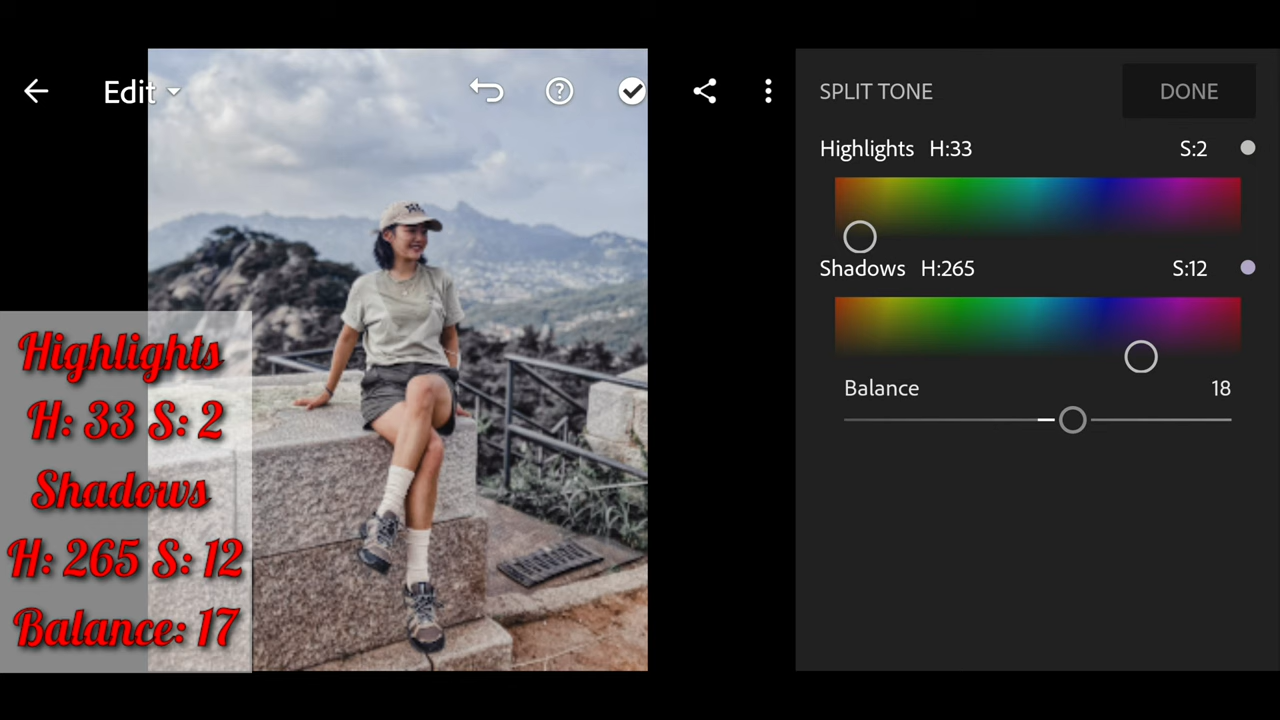 Edit
SPLIT TONE
DONE
Highlights H:33 S:2
Shadows H:265 S:12
Balance 18
Highlights
H: 33 S: 2
Shadows
H: 265 S: 12
Balance: 17